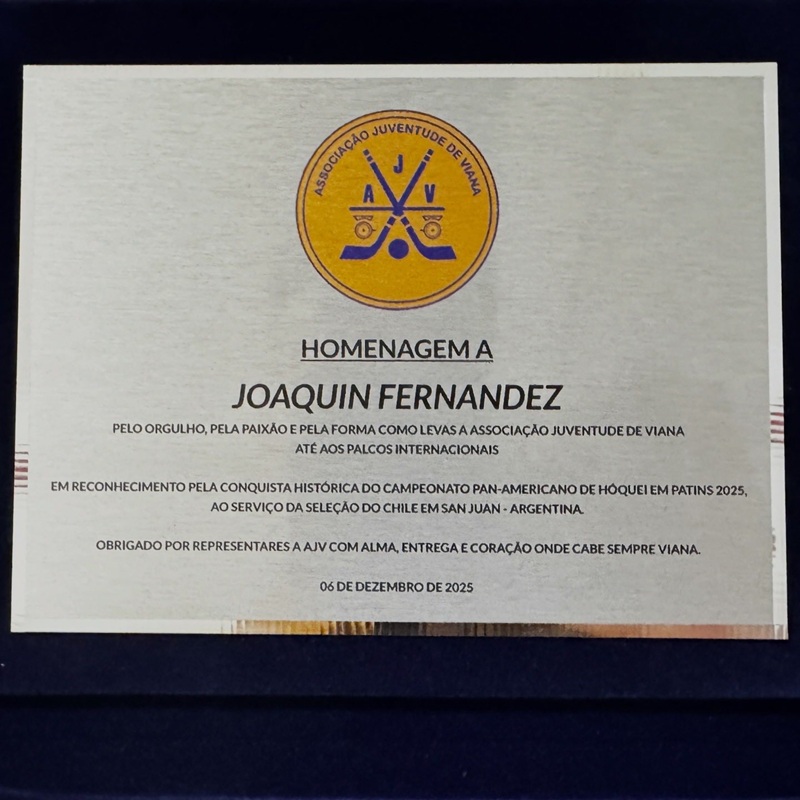 ASSOCIAÇÃO JUVENTUDE DE VIANA
J
A V
HOMENAGEM A
JOAQUIN FERNANDEZ
PELO ORGULHO, PELA PAIXÃO E PELA FORMA COMO LEVAS A ASSOCIAÇÃO JUVENTUDE DE VIANA
ATÉ AOS PALCOS INTERNACIONAIS
EM RECONHECIMENTO PELA CONQUISTA HISTÓRICA DO CAMPEONATO PAN-AMERICANO DE HÓQUEI EM PATINS 2025,
AO SERVIÇO DA SELEÇÃO DO CHILE EM SAN JUAN - ARGENTINA.
OBRIGADO POR REPRESENTARES A AJV COM ALMA, ENTREGA E CORAÇÃO ONDE CABE SEMPRE VIANA.
06 DE DEZEMBRO DE 2025